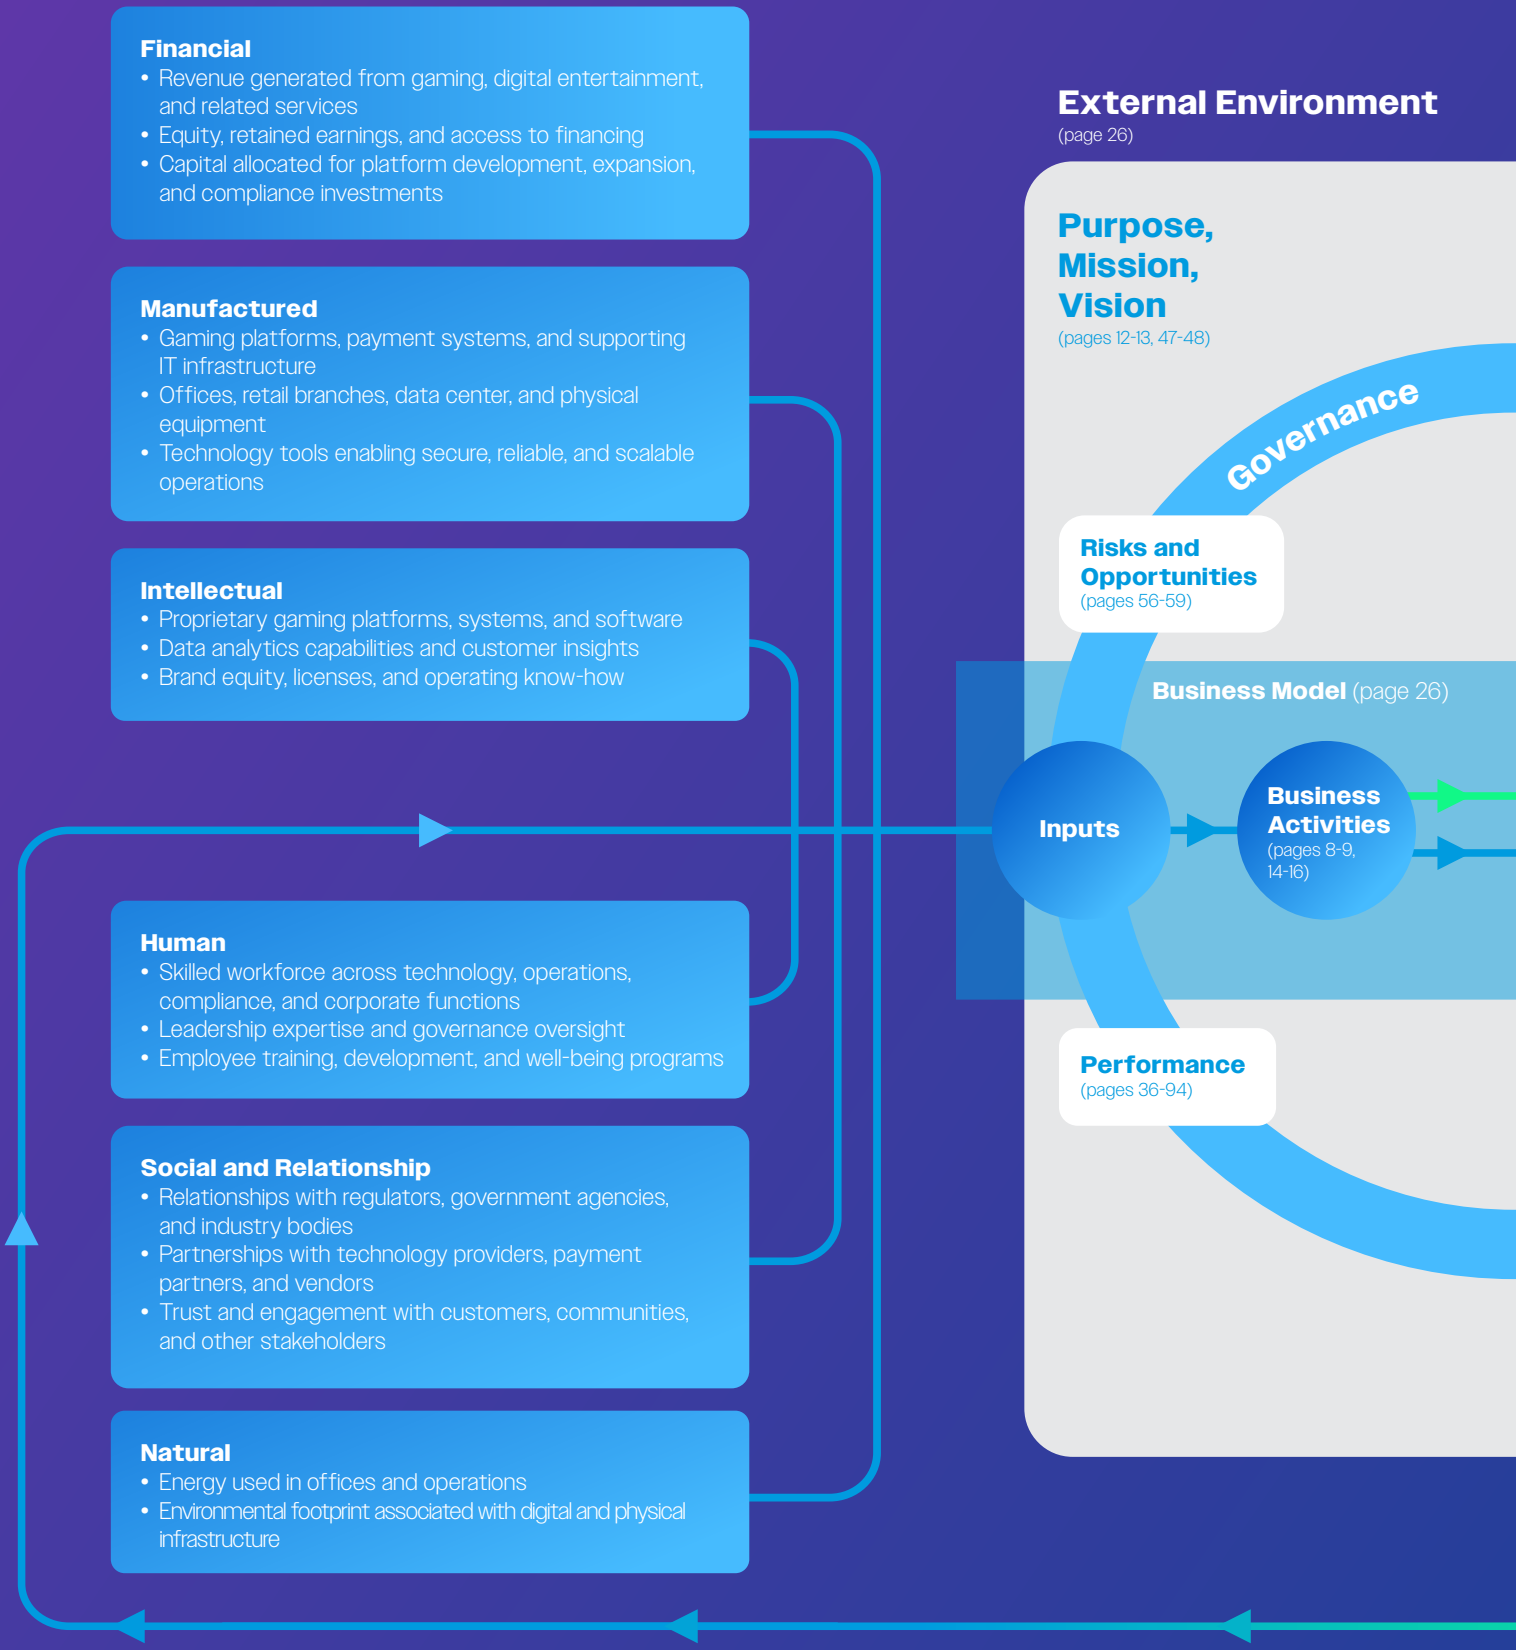 Financial
• Revenue generated from gaming, digital entertainment,
and related services
• Equity, retained earnings, and access to financing
• Capital allocated for platform development, expansion,
and compliance investments
Manufactured
• Gaming platforms, payment systems, and supporting
IT infrastructure
• Offices, retail branches, data center, and physical
equipment
• Technology tools enabling secure, reliable, and scalable
operations
Intellectual
• Proprietary gaming platforms, systems, and software
• Data analytics capabilities and customer insights
• Brand equity, licenses, and operating know-how
Human
• Skilled workforce across technology, operations,
compliance, and corporate functions
• Leadership expertise and governance oversight
• Employee training, development, and well-being programs
Social and Relationship
• Relationships with regulators, government agencies,
and industry bodies
• Partnerships with technology providers, payment
partners, and vendors
• Trust and engagement with customers, communities,
and other stakeholders
Natural
• Energy used in offices and operations
• Environmental footprint associated with digital and physical
infrastructure
External Environment
(page 26)
Purpose,
Mission,
Vision
(pages 12-13, 47-48)
Governance
Risks and
Opportunities
(pages 56-59)
Business Model (page 26)
Inputs
Business
Activities
(pages 8-9,
14-16)
Performance
(pages 36-94)